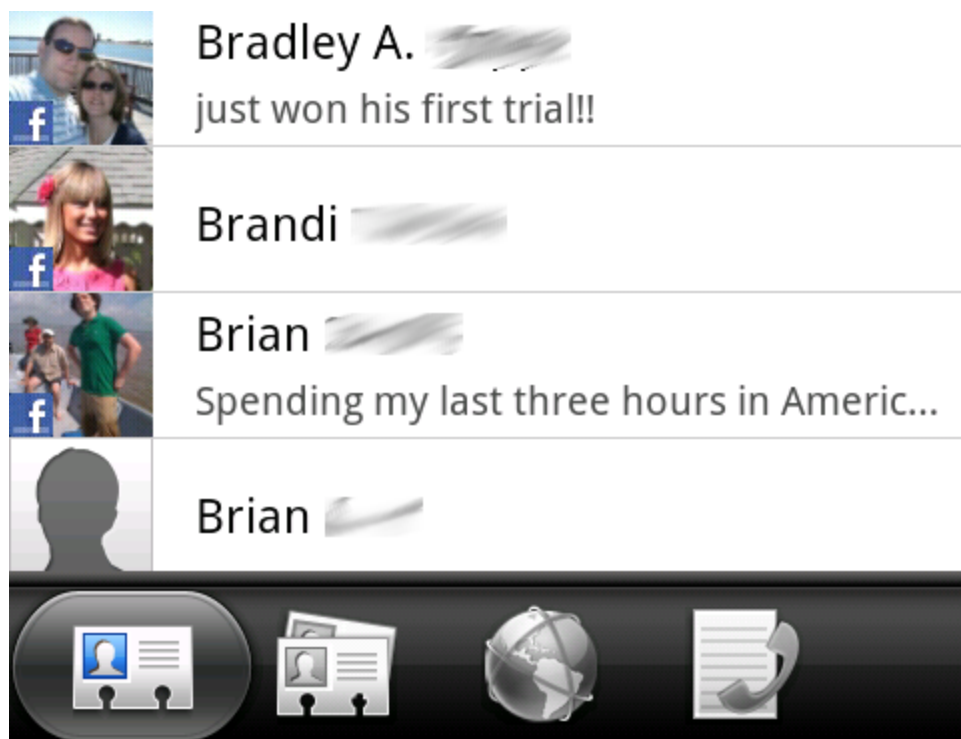 Bradley A.
just won his first trial!!
Brandi
Brian
Spending my last three hours in Americ...
Brian